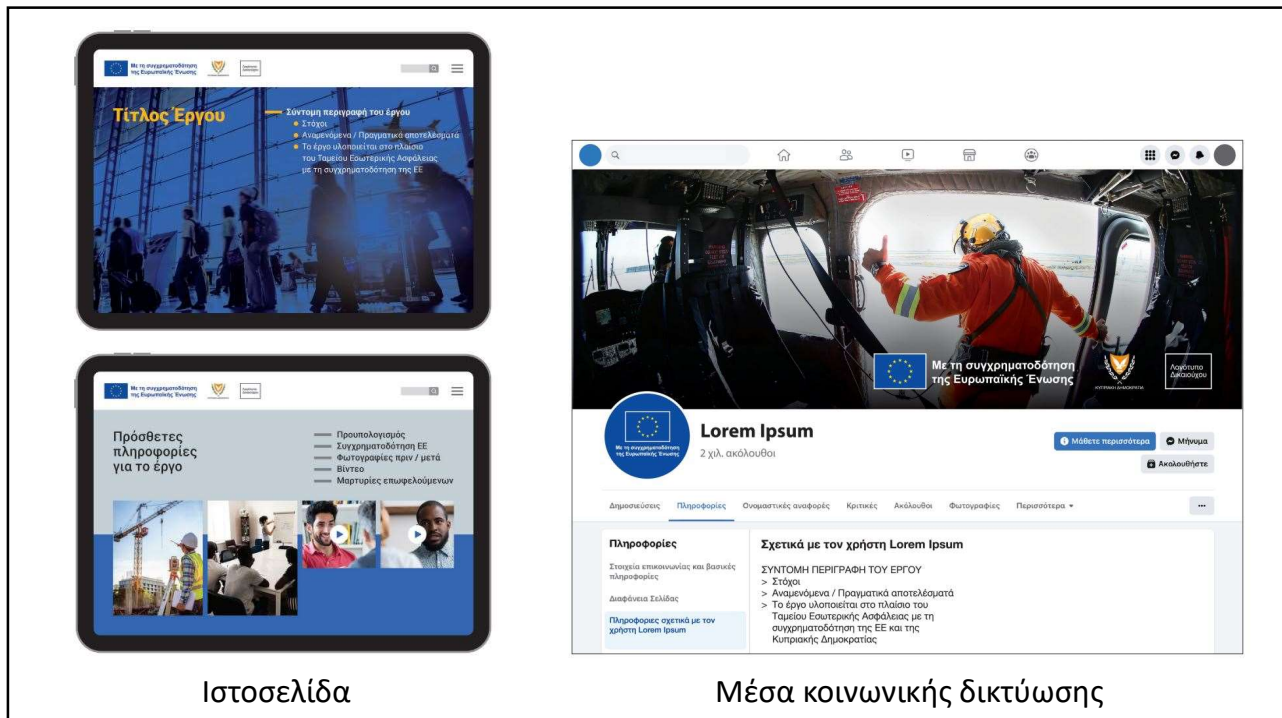 Με τη συγχρηματοδότηση
της Ευρωπαϊκής Ένωσης
Τίτλος Έργου
Σύντομη περιγραφή του έργου
Στόχοι
Αναμενόμενα / Πραγματικά αποτελέσματά
Το έργο υλοποιείται στο πλαίσιο
του Ταμείου Εσωτερικής Ασφάλειας
με τη συγχρηματοδότηση της ΕΕ
Με τη συγχρηματοδότηση
της Ευρωπαϊκής Ένωσης
Πρόσθετες
πληροφορίες
για το έργο
Προυπολογισμός
Συγχρηματοδότηση ΕΕ
Φωτογραφίες πριν / μετά
Βίντεο
Μαρτυρίες επωφελούμενων
Ιστοσελίδα
Με τη συγχρηματοδότηση
της Ευρωπαϊκής Ένωσης
ΚΥΠΡΙΑΚΗ ΔΗΜΟΚΡΑΤΙΑ
Λογότυπο
Δικαιούχου
Με τη συγχρηματοδότηση
της Ευρωπαϊκής Ένωσης
Lorem Ipsum
2 χιλ. ακόλουθοι
Μάθετε περισσότερα
Μήνυμα
Ακολουθήστε
Δημοσιεύσεις Πληροφορίες Ονομαστικές αναφορές Κριτικές Ακόλουθοι Φωτογραφίες Περισσότερα
Πληροφορίες
Στοιχεία επικοινωνίας και βασικές
πληροφορίες
Διαφάνεια Σελίδας
Πληροφοριες σχετικά με τον
χρήστη Lorem Ipsum
Σχετικά με τον χρήστη Lorem Ipsum
ΣΥΝΤΟΜΗ ΠΕΡΙΓΡΑΦΗ ΤΟΥ ΕΡΓΟΥ
> Στόχοι
> Αναμενόμενα / Πραγματικά αποτελέσματά
> Το έργο υλοποιείται στο πλαίσιο του
Ταμείου Εσωτερικής Ασφάλειας με τη
συγχρηματοδότηση της ΕΕ και της
Κυπριακής Δημοκρατίας
Μέσα κοινωνικής δικτύωσης